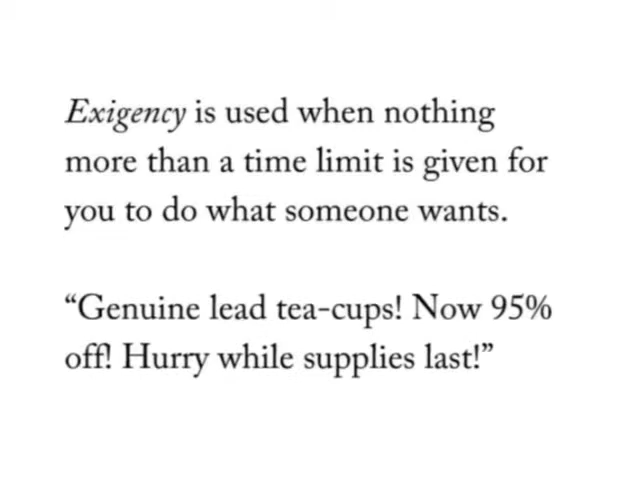 Exigency is used when nothing
more than a time limit is given for
you to do what someone wants.
“Genuine lead tea-cups! Now 95%
off! Hurry while supplies last!”